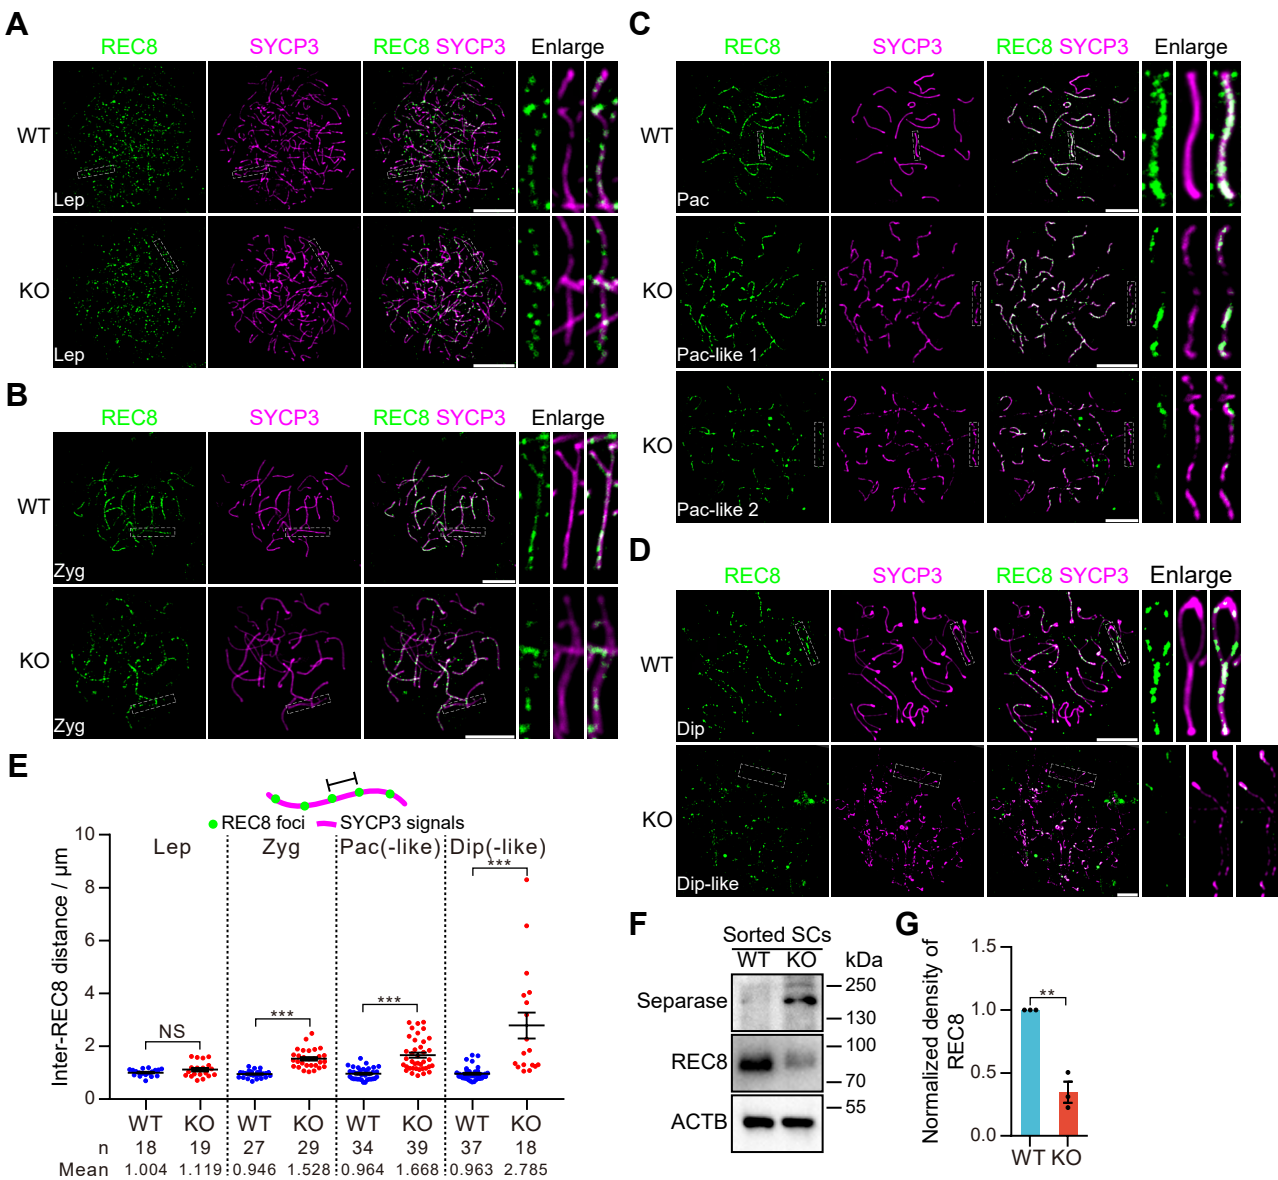 A
REC8 SYCP3 REC8 SYCP3 Enlarge
WT
Lep
KO
Lep
B
REC8 SYCP3 REC8 SYCP3 Enlarge
WT
Zyg
KO
Zyg
C
REC8 SYCP3 REC8 SYCP3 Enlarge
WT
Pac
KO
Pac-like 1
KO
Pac-like 2
D
REC8 SYCP3 REC8 SYCP3 Enlarge
WT
Dip
KO
Dip-like
E
REC8 foci SYCP3 signals
Inter-REC8 distance / μm
10
8
6
4
2
0
Lep Zyg Pac(-like) Dip(-like)
NS *** *** ***
WT KO WT KO WT KO WT KO
n 18 19 27 29 34 39 37 18
Mean 1.004 1.119 0.946 1.528 0.964 1.668 0.963 2.785
F
Sorted SCs
WT KO kDa
Separase
250
130
REC8
100
70
ACTB
55
G
Normalized density of
REC8
1.5
1.0
0.5
0.0
**
WT KO